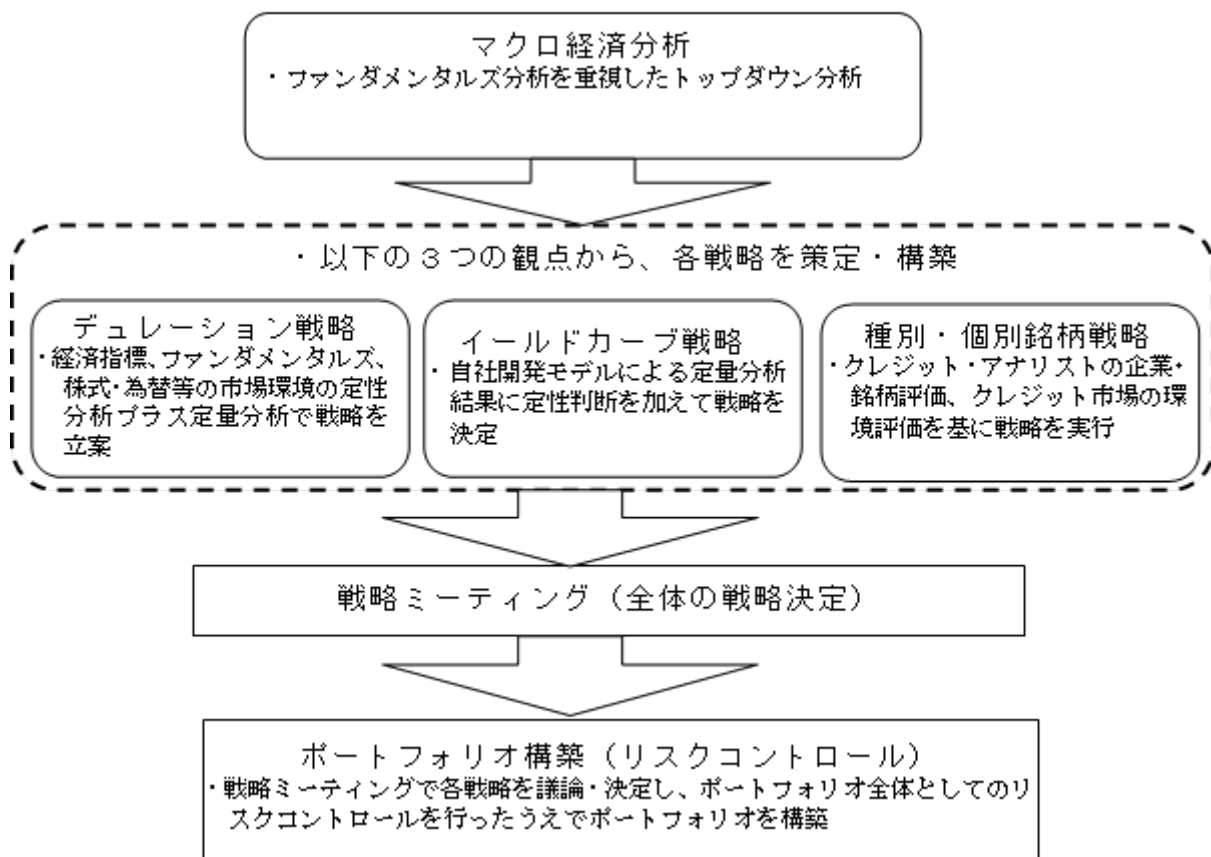 マクロ経済分析
・ファンダメンタルズ分析を重視したトップダウン分析
・以下の３つの観点から、各戦略を策定・構築
デュレーション戦略
・経済指標、ファンダメンタルズ、
株式・為替等の市場環境の定性
分析プラス定量分析で戦略を
立案
イールドカーブ戦略
・自社開発モデルによる定量分析
結果に定性判断を加えて戦略を
決定
種別・個別銘柄戦略
・クレジット・アナリストの企業・
銘柄評価、クレジット市場の環
境評価を基に戦略を実行
戦略ミーティング（全体の戦略決定）
ポートフォリオ構築（リスクコントロール）
・戦略ミーティングで各戦略を議論・決定し、ポートフォリオ全体としてのリ
スクコントロールを行ったうえでポートフォリオを構築